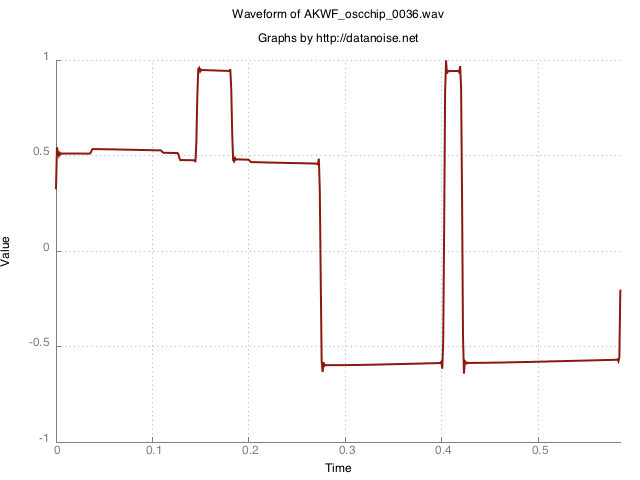 Waveform of AKWF_oscchip_0036.wav
Graphs by http://datanoise.net
1
0.5
0
-0.5
-1
Value
0 0.1 0.2 0.3 0.4 0.5
Time